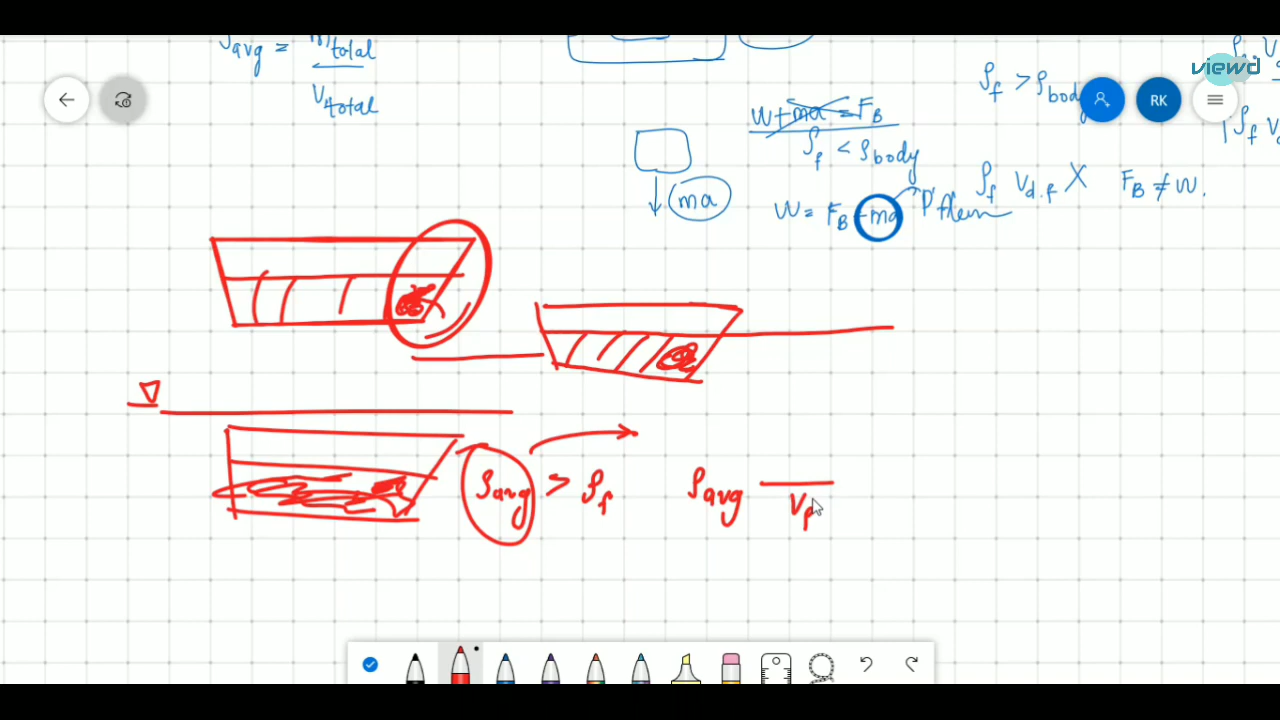 ρavg = mtotal
Vtotal
viewd
RK
ρf > ρbody
W + ma = FB
ρf < ρbody
ma
W = FB + ma
ρf Vd.f X FB ≠ W.
ρf V
∇
ρavg > ρf
ρavg
Vf